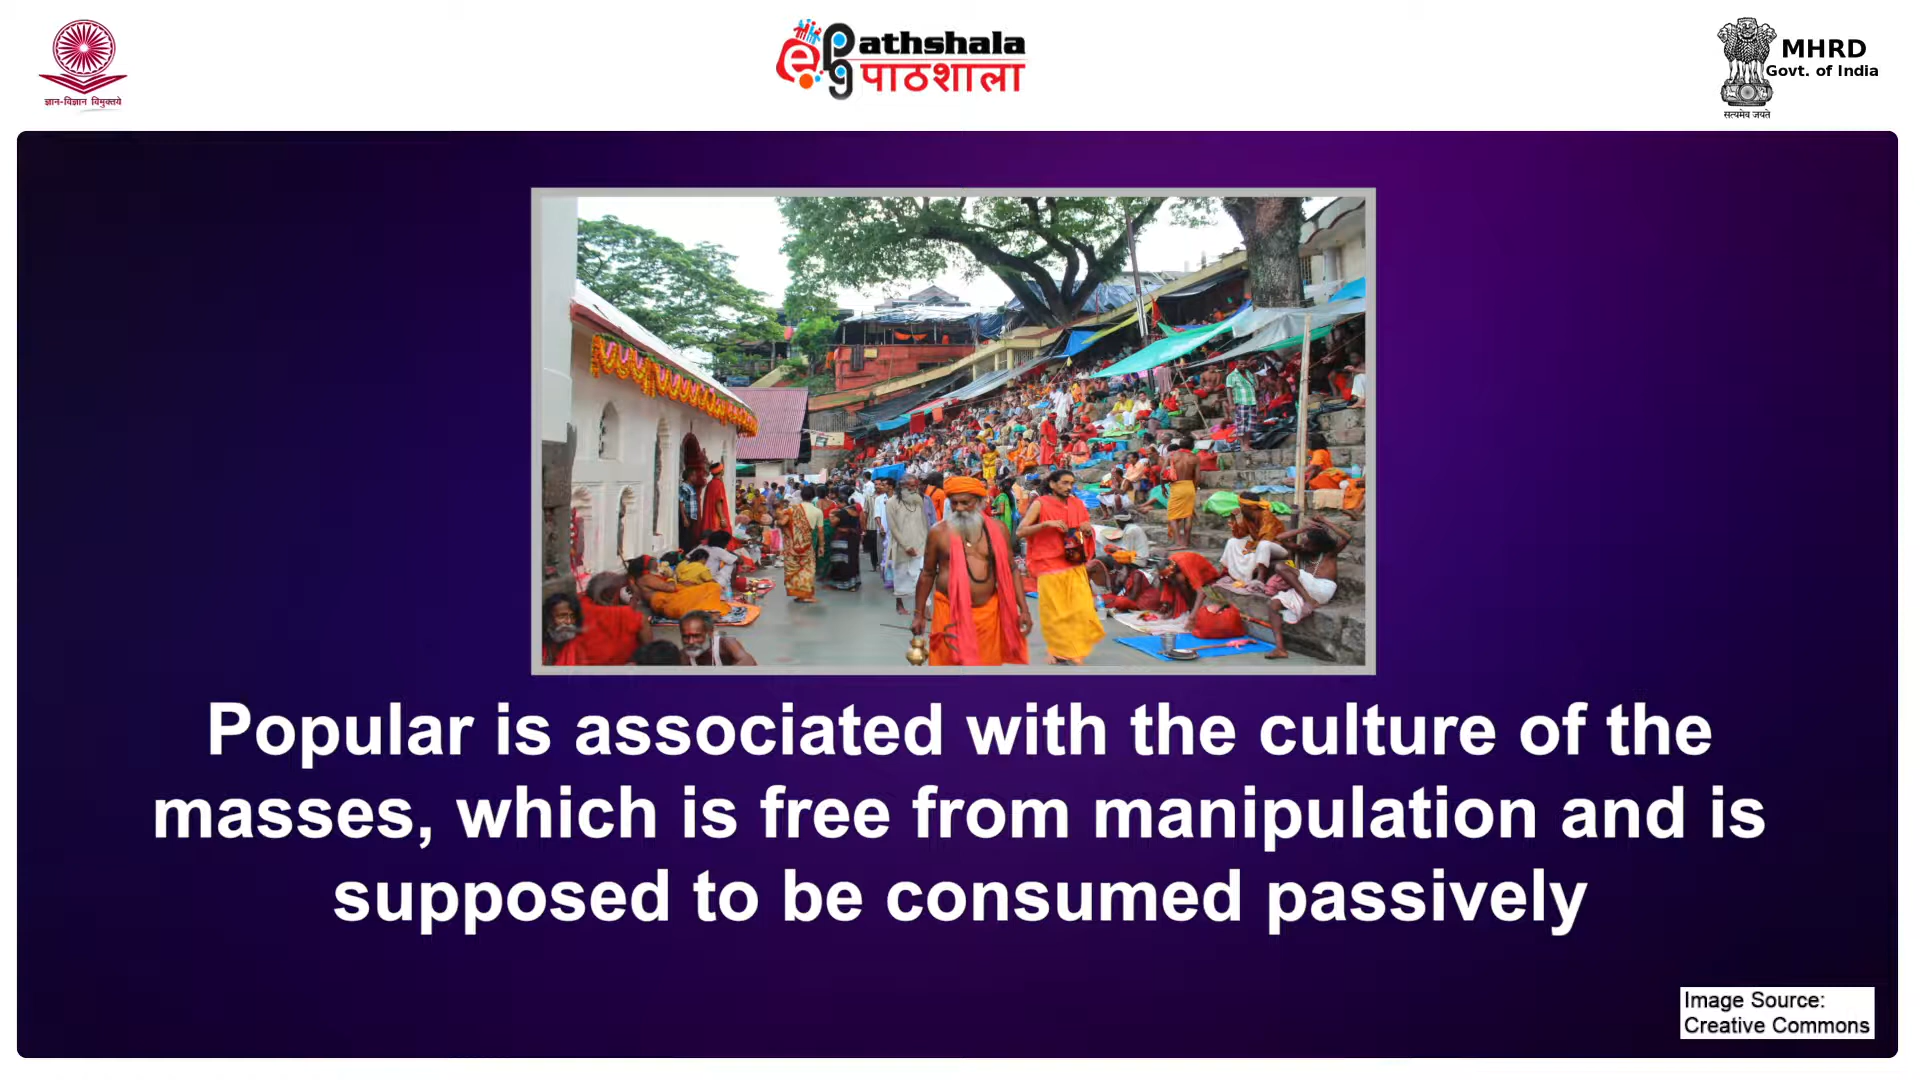 ज्ञान-विज्ञान विमुक्तये
e Pg athshala
पाठशाला
MHRD
Govt. of India
सत्यमेव जयते
Popular is associated with the culture of the
masses, which is free from manipulation and is
supposed to be consumed passively
Image Source:
Creative Commons